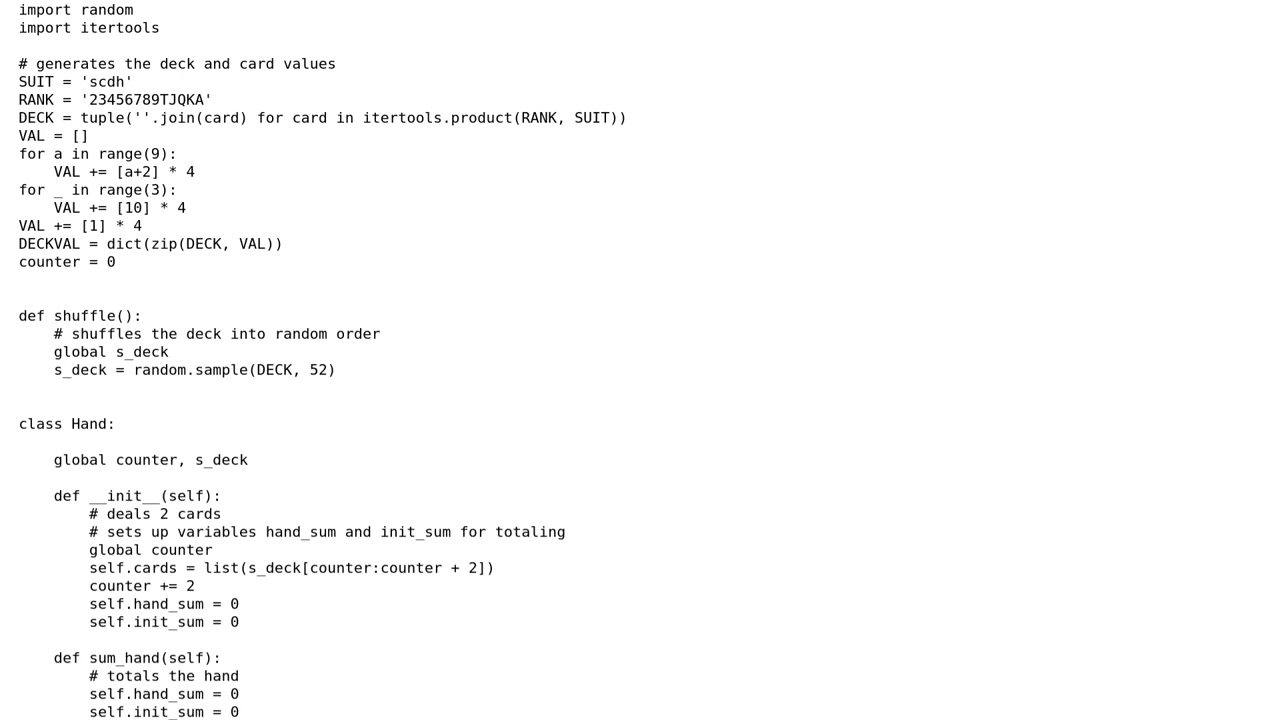 import random
import itertools

# generates the deck and card values
SUIT = 'scdh'
RANK = '23456789TJQKA'
DECK = tuple(''.join(card) for card in itertools.product(RANK, SUIT))
VAL = []
for a in range(9):
    VAL += [a+2] * 4
for _ in range(3):
    VAL += [10] * 4
VAL += [1] * 4
DECKVAL = dict(zip(DECK, VAL))
counter = 0


def shuffle():
    # shuffles the deck into random order
    global s_deck
    s_deck = random.sample(DECK, 52)


class Hand:

    global counter, s_deck

    def __init__(self):
        # deals 2 cards
        # sets up variables hand_sum and init_sum for totaling
        global counter
        self.cards = list(s_deck[counter:counter + 2])
        counter += 2
        self.hand_sum = 0
        self.init_sum = 0

    def sum_hand(self):
        # totals the hand
        self.hand_sum = 0
        self.init_sum = 0